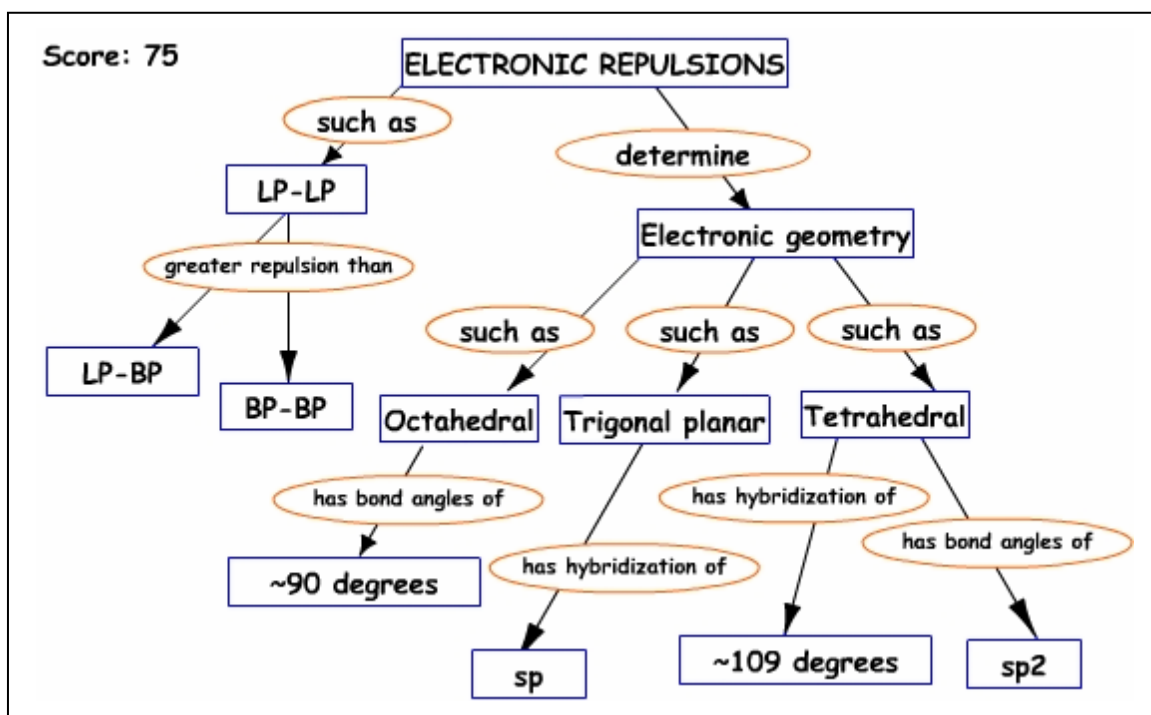 Score: 75
ELECTRONIC REPULSIONS
such as
determine
LP-LP
Electronic geometry
greater repulsion than
such as
such as
such as
LP-BP
BP-BP
Octahedral
Trigonal planar
Tetrahedral
has bond angles of
has hybridization of
has bond angles of
has hybridization of
~90 degrees
sp
~109 degrees
sp2